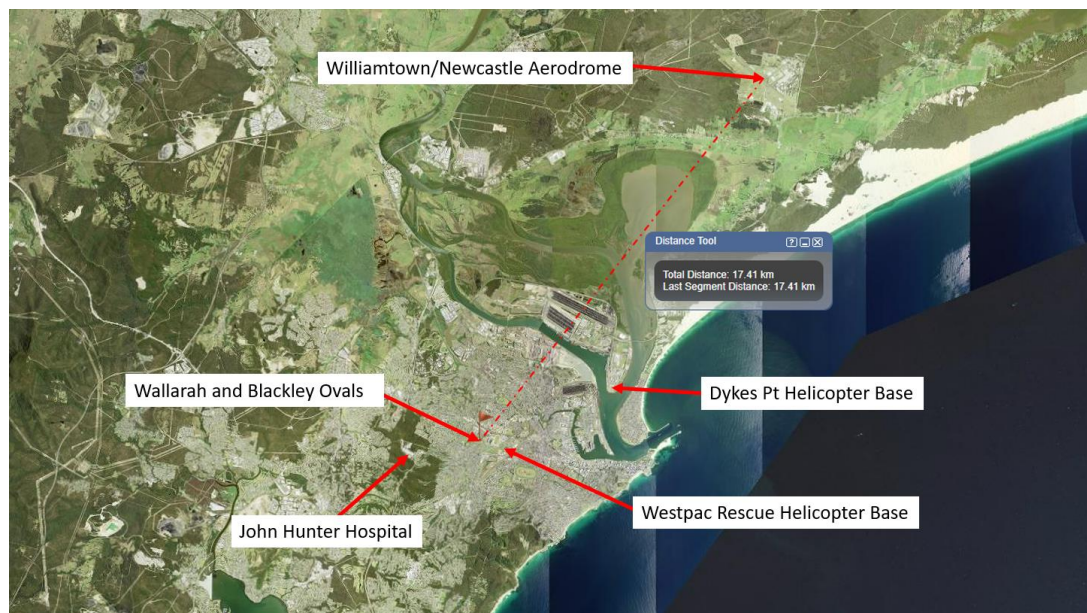 Williamtown/Newcastle Aerodrome
Distance Tool
Total Distance: 17.41 km
Last Segment Distance: 17.41 km
Wallarah and Blackley Ovals
Dykes Pt Helicopter Base
Westpac Rescue Helicopter Base
John Hunter Hospital